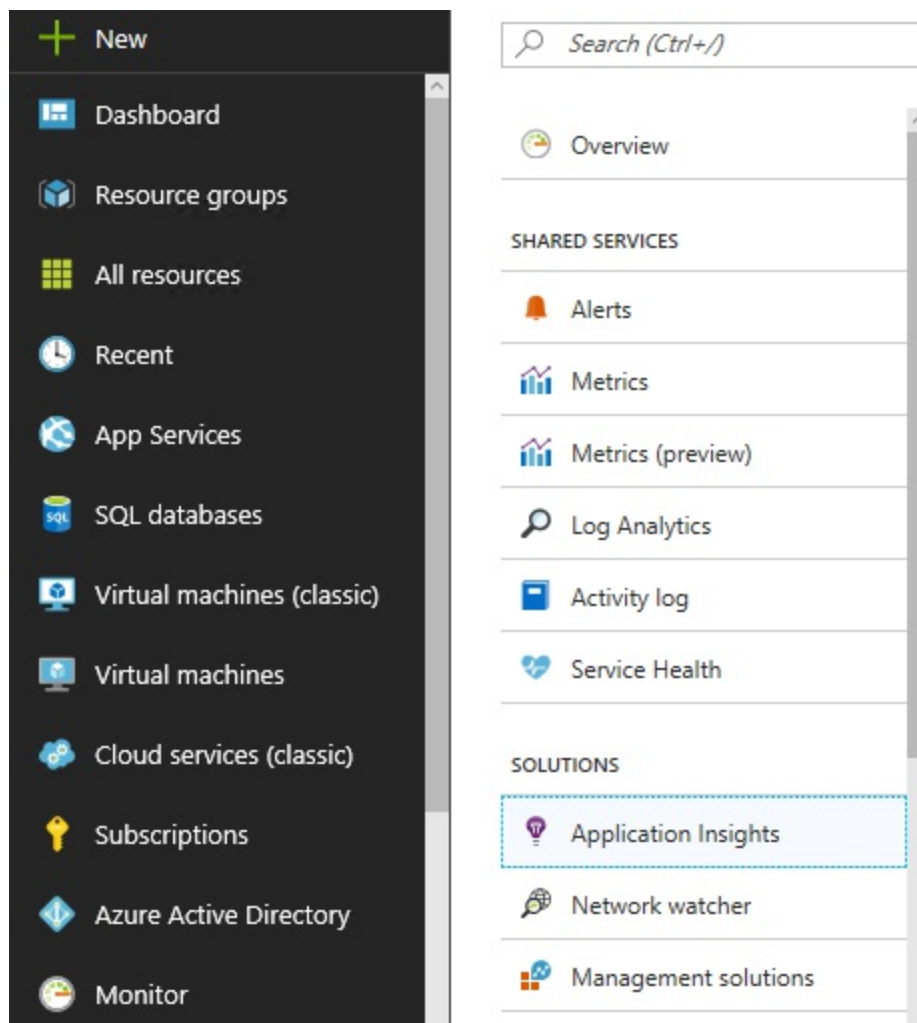 New
Dashboard
Resource groups
All resources
Recent
App Services
SQL
SQL databases
Virtual machines (classic)
Virtual machines
Cloud services (classic)
Subscriptions
Azure Active Directory
Monitor
Search (Ctrl+/)
Overview
SHARED SERVICES
Alerts
Metrics
Metrics (preview)
Log Analytics
Activity log
Service Health
SOLUTIONS
Application Insights
Network watcher
Management solutions